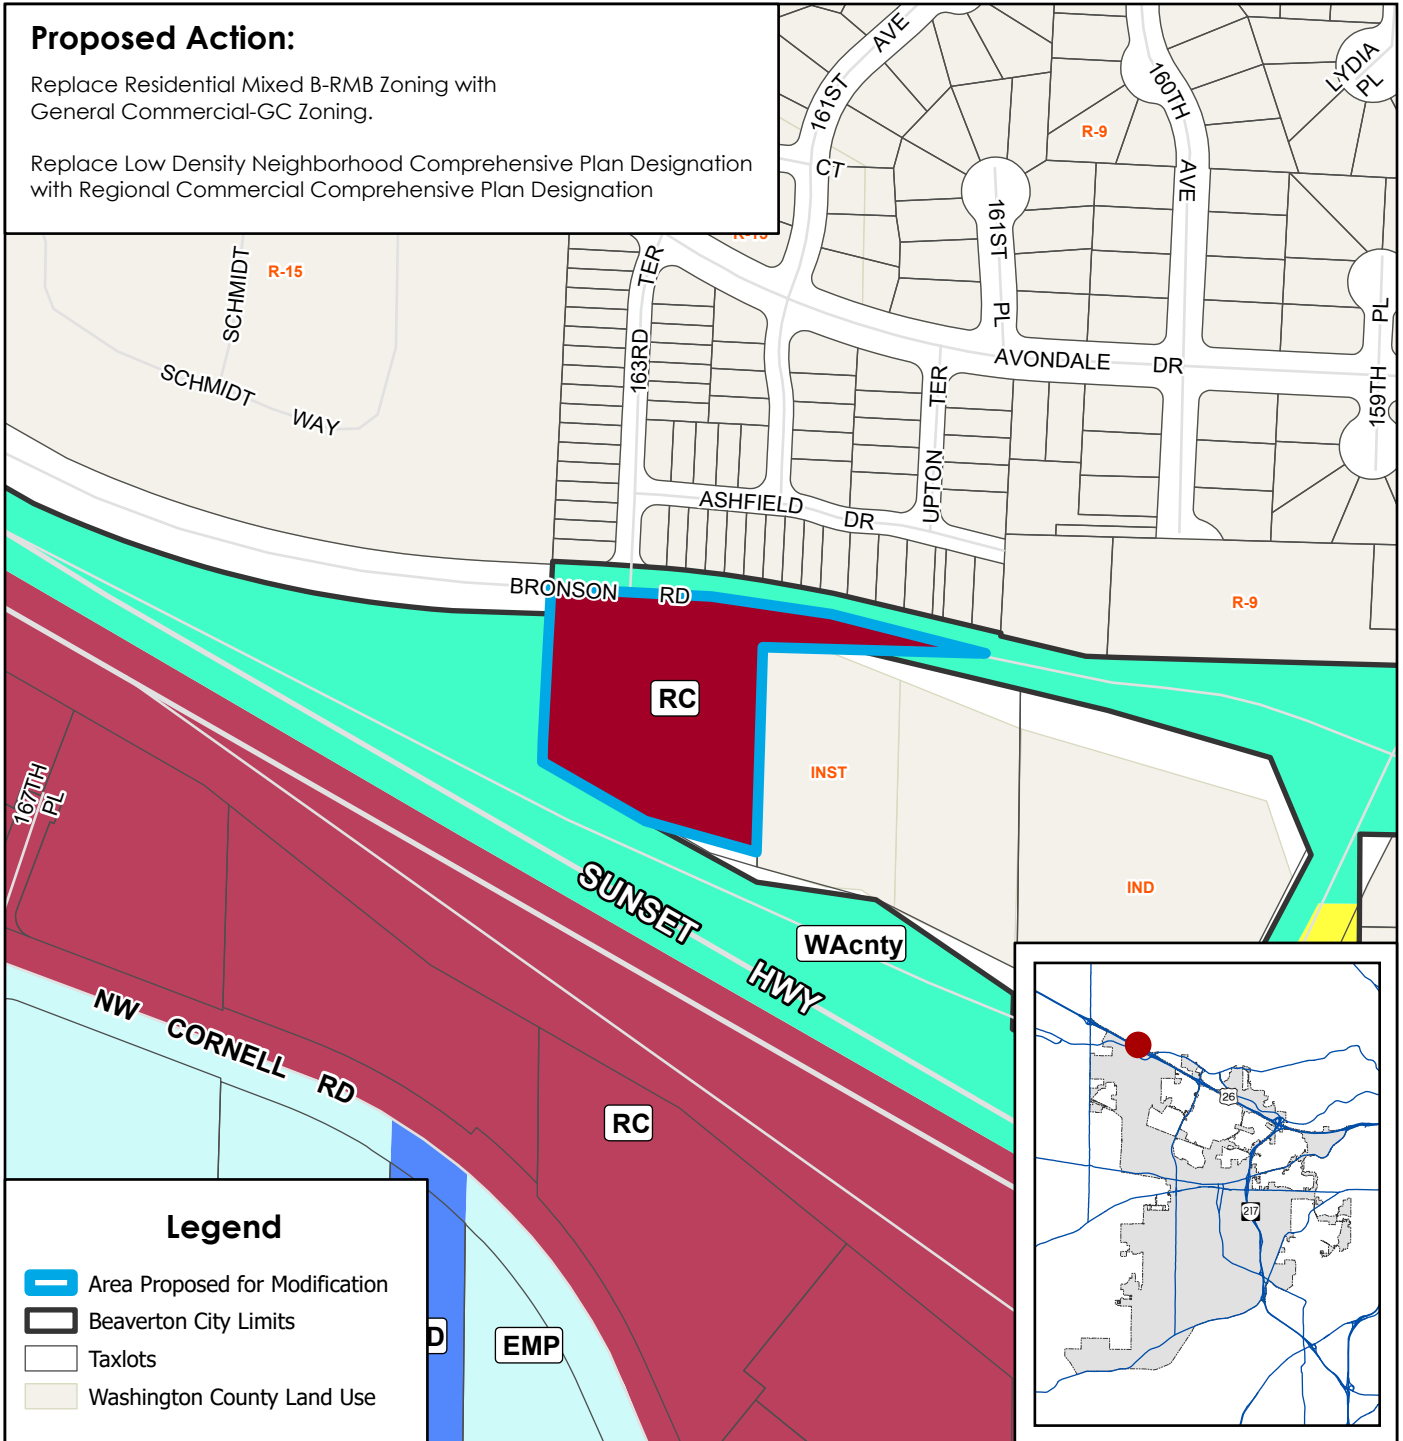 Proposed Action:
Replace Residential Mixed B-RMB Zoning with
General Commercial-GC Zoning.
Replace Low Density Neighborhood Comprehensive Plan Designation
with Regional Commercial Comprehensive Plan Designation
161ST AVE
160TH AVE
LYDIA PL
R-9
CT
161ST PL
R-15
R-15
SCHMIDT
SCHMIDT WAY
163RD TER
AVONDALE DR
159TH PL
UPTON TER
ASHFIELD DR
BRONSON RD
R-9
RC
INST
IND
167TH PL
SUNSET HWY
WAcnty
NW CORNELL RD
RC
D
EMP
26
217
Legend
Area Proposed for Modification
Beaverton City Limits
Taxlots
Washington County Land Use